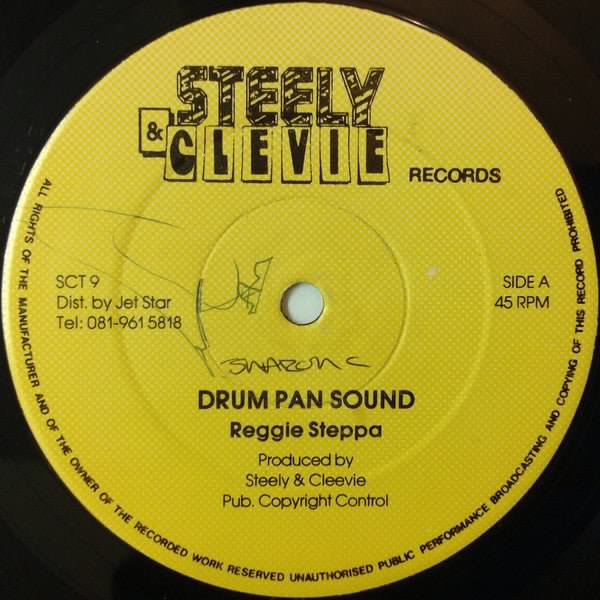 STEELY
& CLEVIE
RECORDS
SCT 9
Dist. by Jet Star
Tel: 081-961 5818
SIDE A
45 RPM
DRUM PAN SOUND
Reggie Steppa
Produced by
Steely & Cleevie
Pub. Copyright Control
ALL RIGHTS OF THE MANUFACTURER AND OF THE OWNER OF THE RECORDED WORK RESERVED UNAUTHORISED PUBLIC PERFORMANCE BROADCASTING AND COPYING OF THIS RECORD PROHIBITED